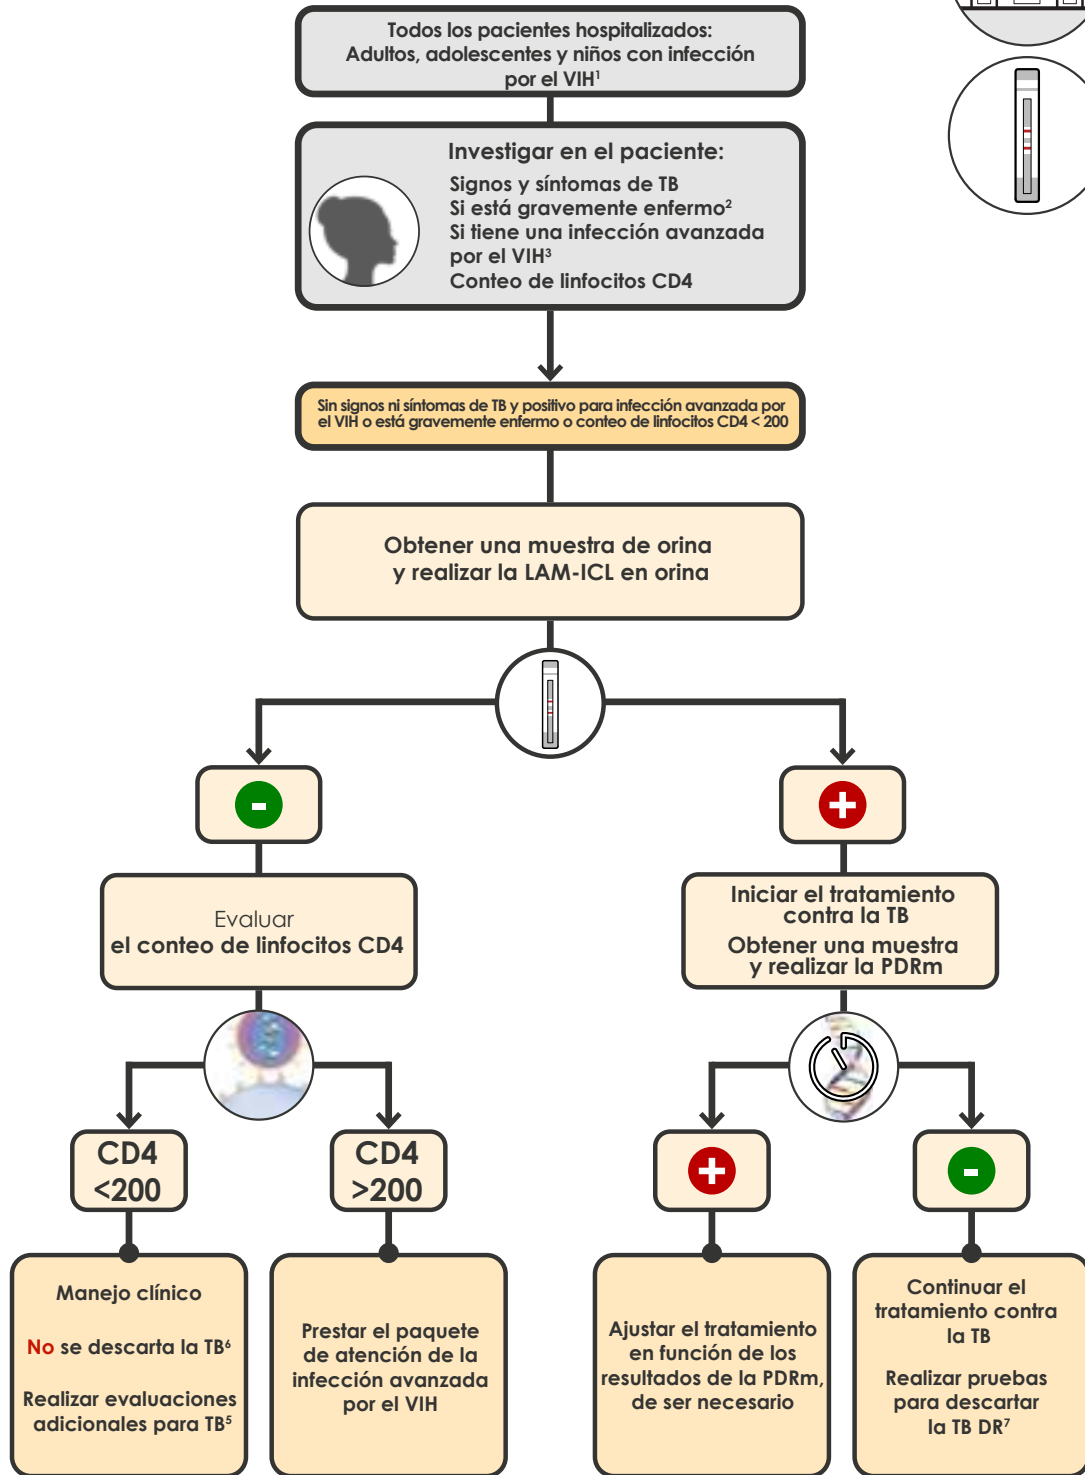 Todos los pacientes hospitalizados:
Adultos, adolescentes y niños con infección
por el VIH¹
Investigar en el paciente:
Signos y síntomas de TB
Si está gravemente enfermo²
Si tiene una infección avanzada
por el VIH³
Conteo de linfocitos CD4
Sin signos ni síntomas de TB y positivo para infección avanzada por
el VIH o está gravemente enfermo o conteo de linfocitos CD4 < 200
Obtener una muestra de orina
y realizar la LAM-ICL en orina
-
+
Evaluar
el conteo de linfocitos CD4
Iniciar el tratamiento
contra la TB
Obtener una muestra
y realizar la PDRm
CD4
<200
CD4
>200
+
-
Manejo clínico
No se descarta la TB⁶
Realizar evaluaciones
adicionales para TB⁵
Prestar el paquete
de atención de la
infección avanzada
por el VIH
Ajustar el tratamiento
en función de los
resultados de la PDRm,
de ser necesario
Continuar el
tratamiento contra
la TB
Realizar pruebas
para descartar
la TB DR⁷